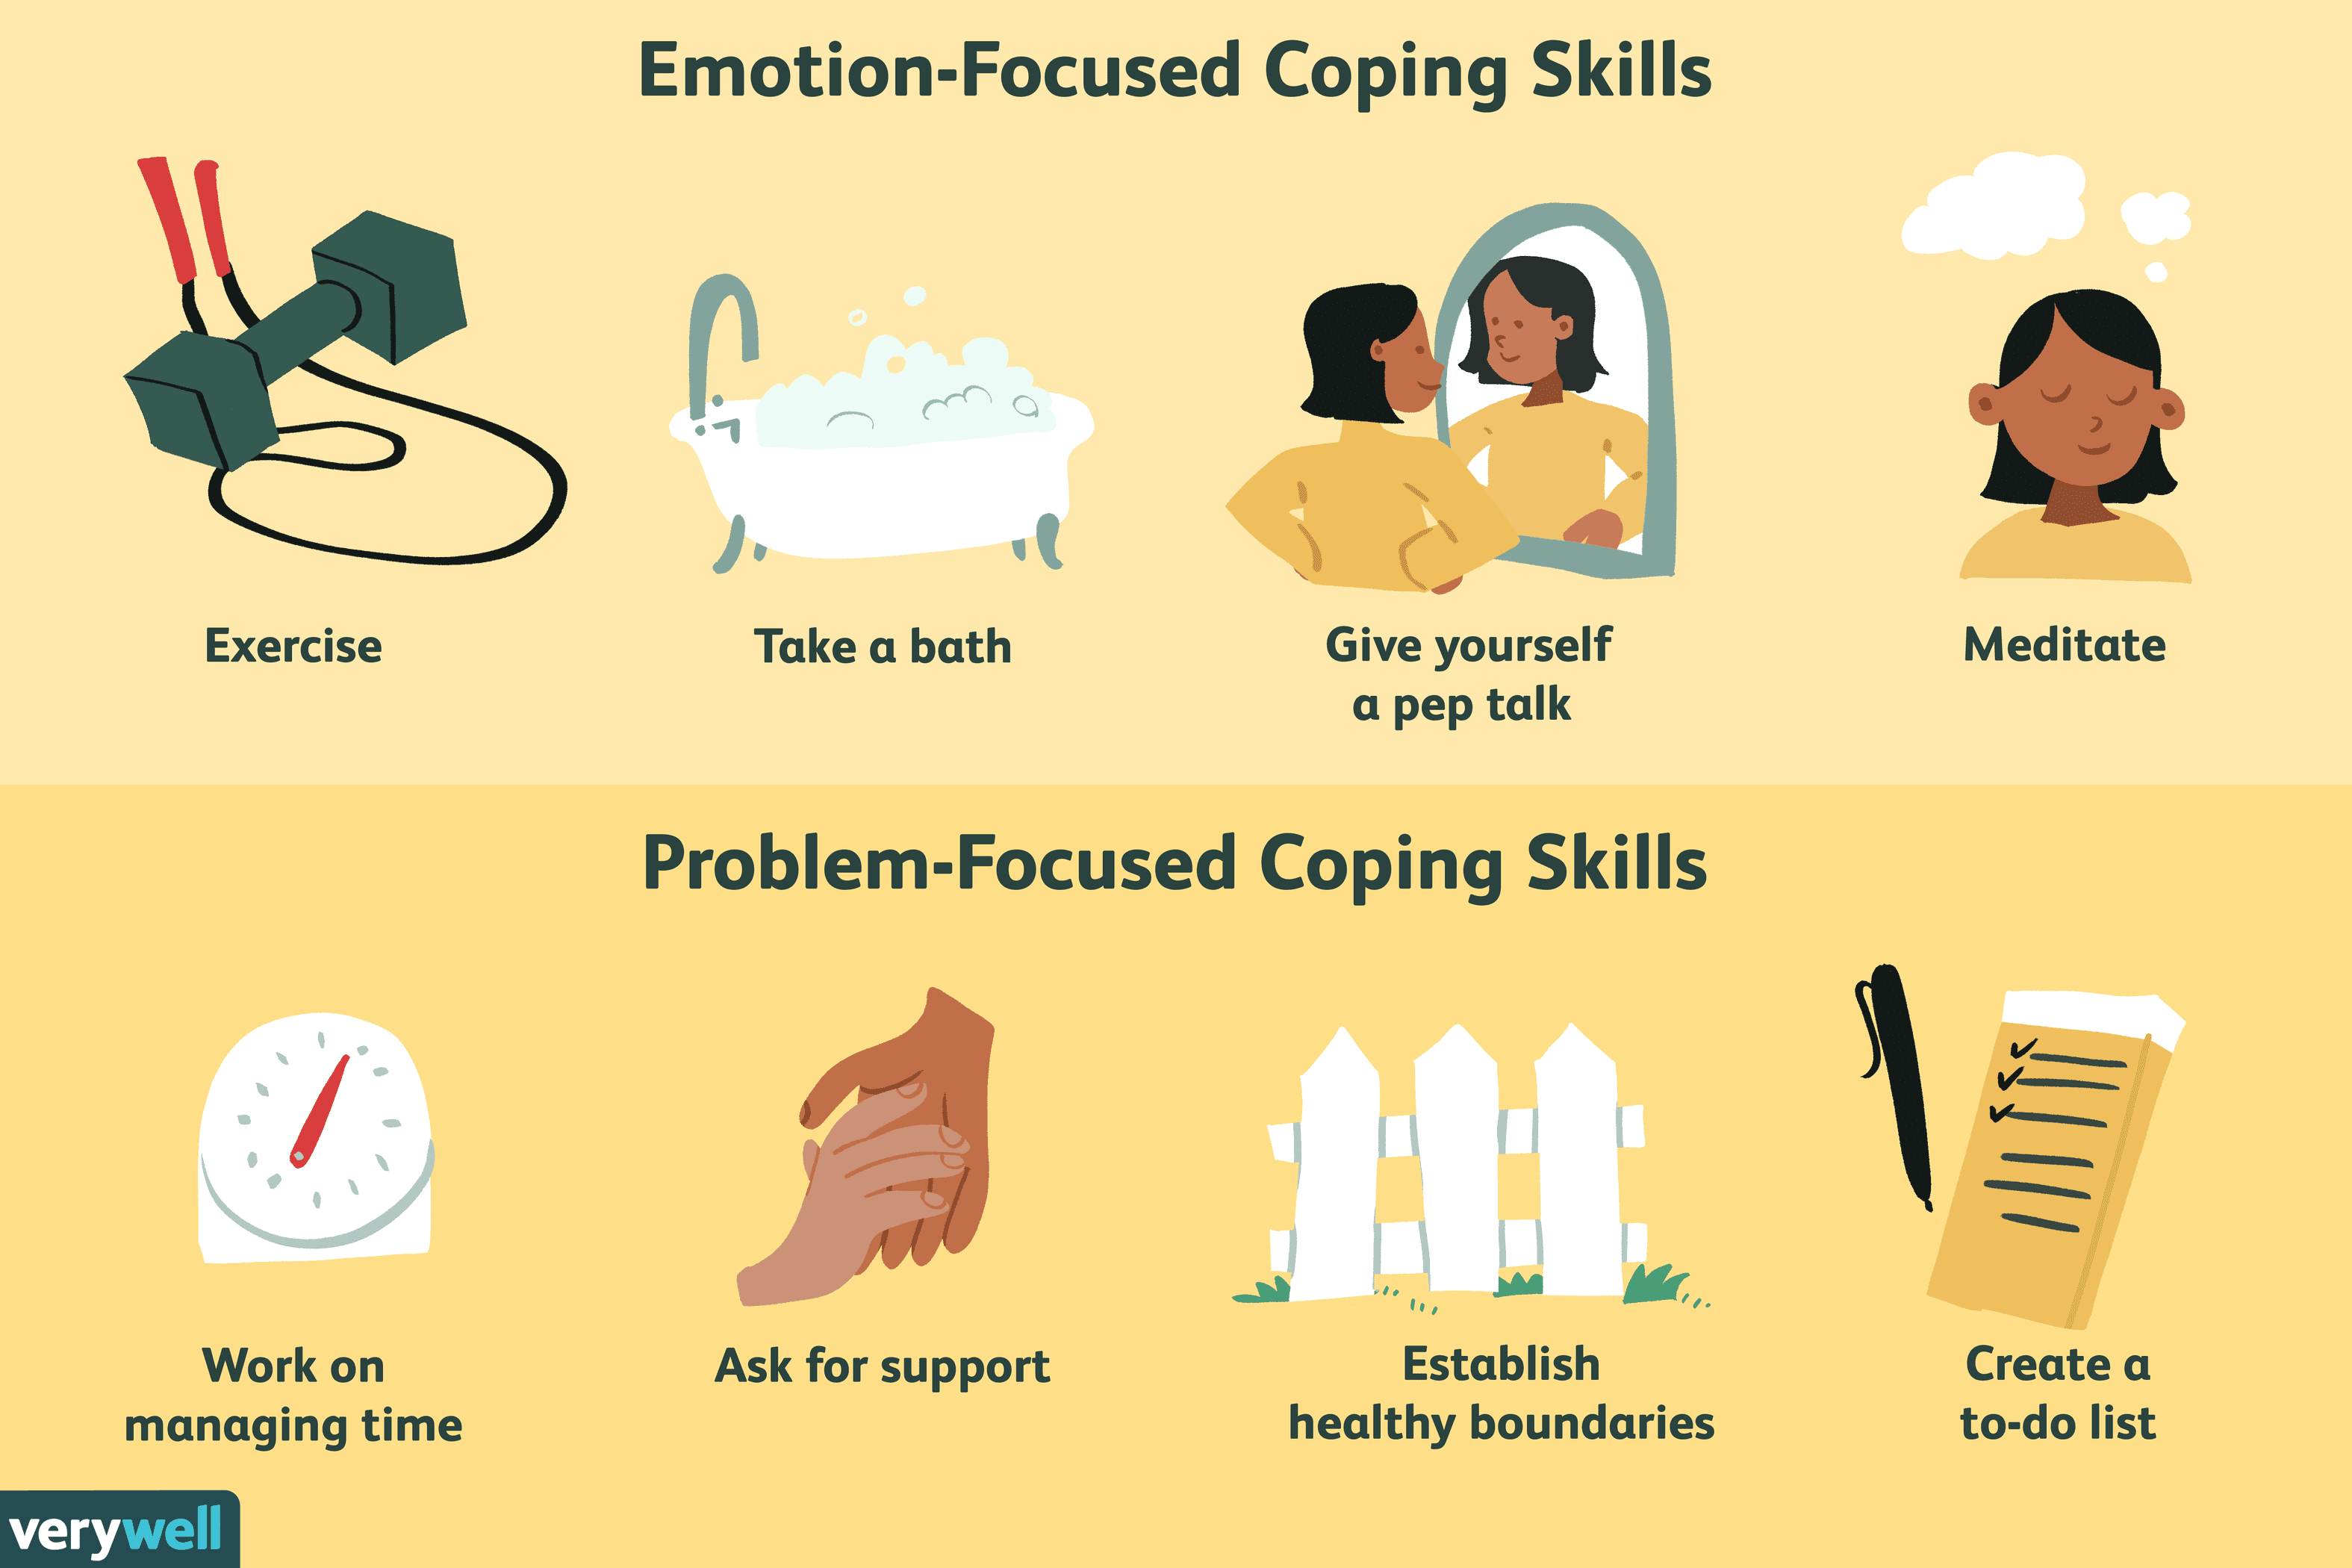 Emotion-Focused Coping Skills
Exercise
Take a bath
Give yourself
a pep talk
Meditate
Problem-Focused Coping Skills
Work on
managing time
Ask for support
Establish
healthy boundaries
Create a
to-do list
verywell